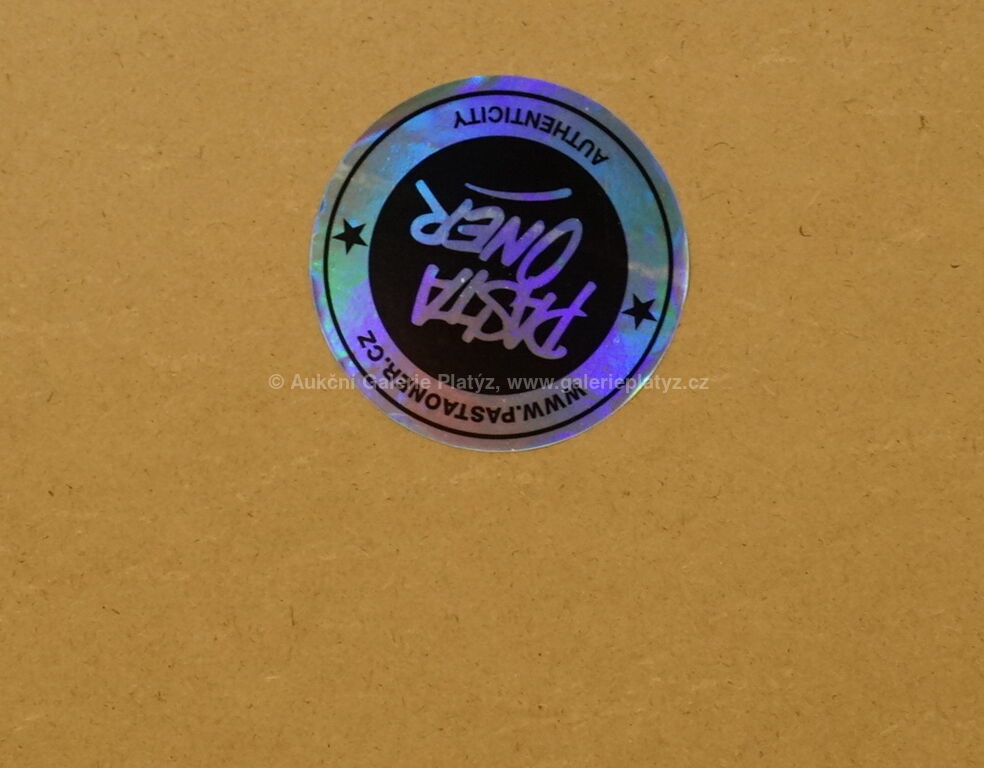 WWW.PASTAONER.CZ
PASTA
ONER
AUTHENTICITY
© Aukční Galerie Platýz, www.galerieplatyz.cz